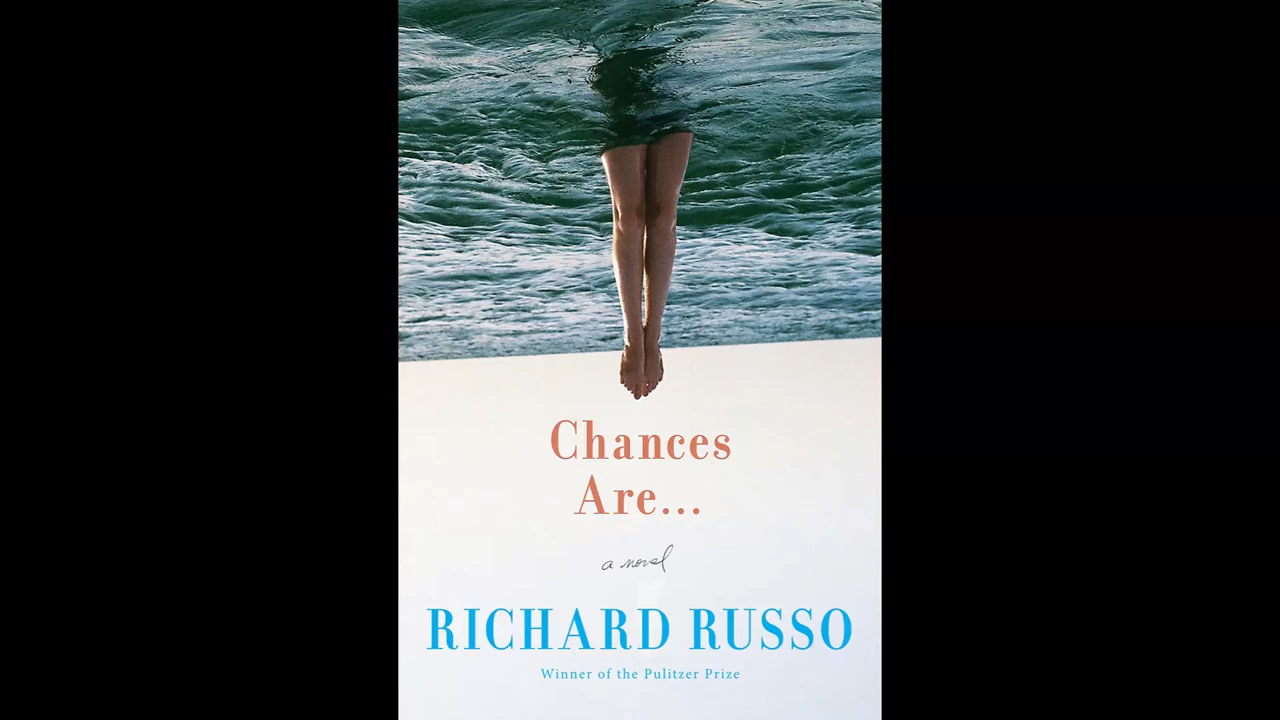 Chances
Are...
a novel
RICHARD RUSSO
Winner of the Pulitzer Prize